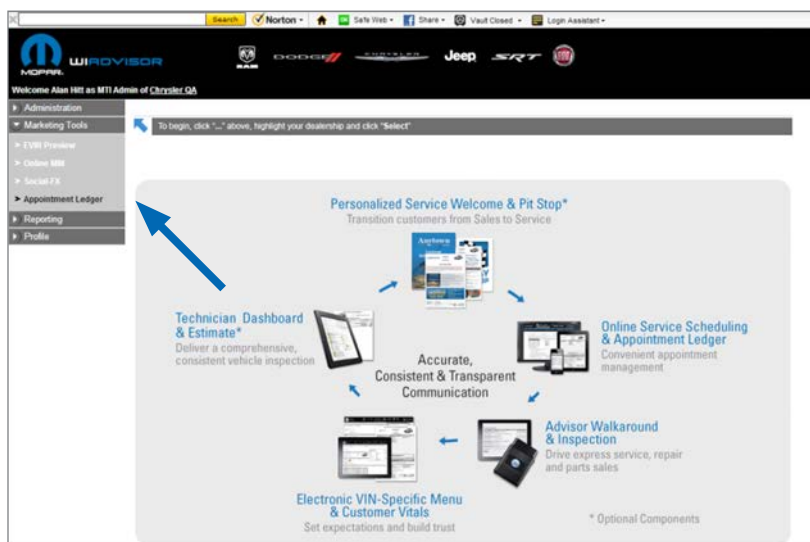 Search
Norton
Safe Web
Share
Vault Closed
Login Assistant
MOPAR.
WIADVISOR
RAM
DODGE
CHRYSLER
Jeep
SRT
FIAT
Welcome Alan Hitt as MTI Admin of Chrysler QA
Administration
Marketing Tools
To begin, click "..." above, highlight your dealership and click "Select"
> EVM Preview
> Online MM
> Social FX
> Appointment Ledger
Reporting
Profile
Personalized Service Welcome & Pit Stop*
Transition customers from Sales to Service
Anytown
Technician Dashboard
& Estimate*
Deliver a comprehensive,
consistent vehicle inspection
Online Service Scheduling
& Appointment Ledger
Convenient appointment
management
Accurate,
Consistent & Transparent
Communication
Advisor Walkaround
& Inspection
Drive express service, repair
and parts sales
Electronic VIN-Specific Menu
& Customer Vitals
Set expectations and build trust
* Optional Components